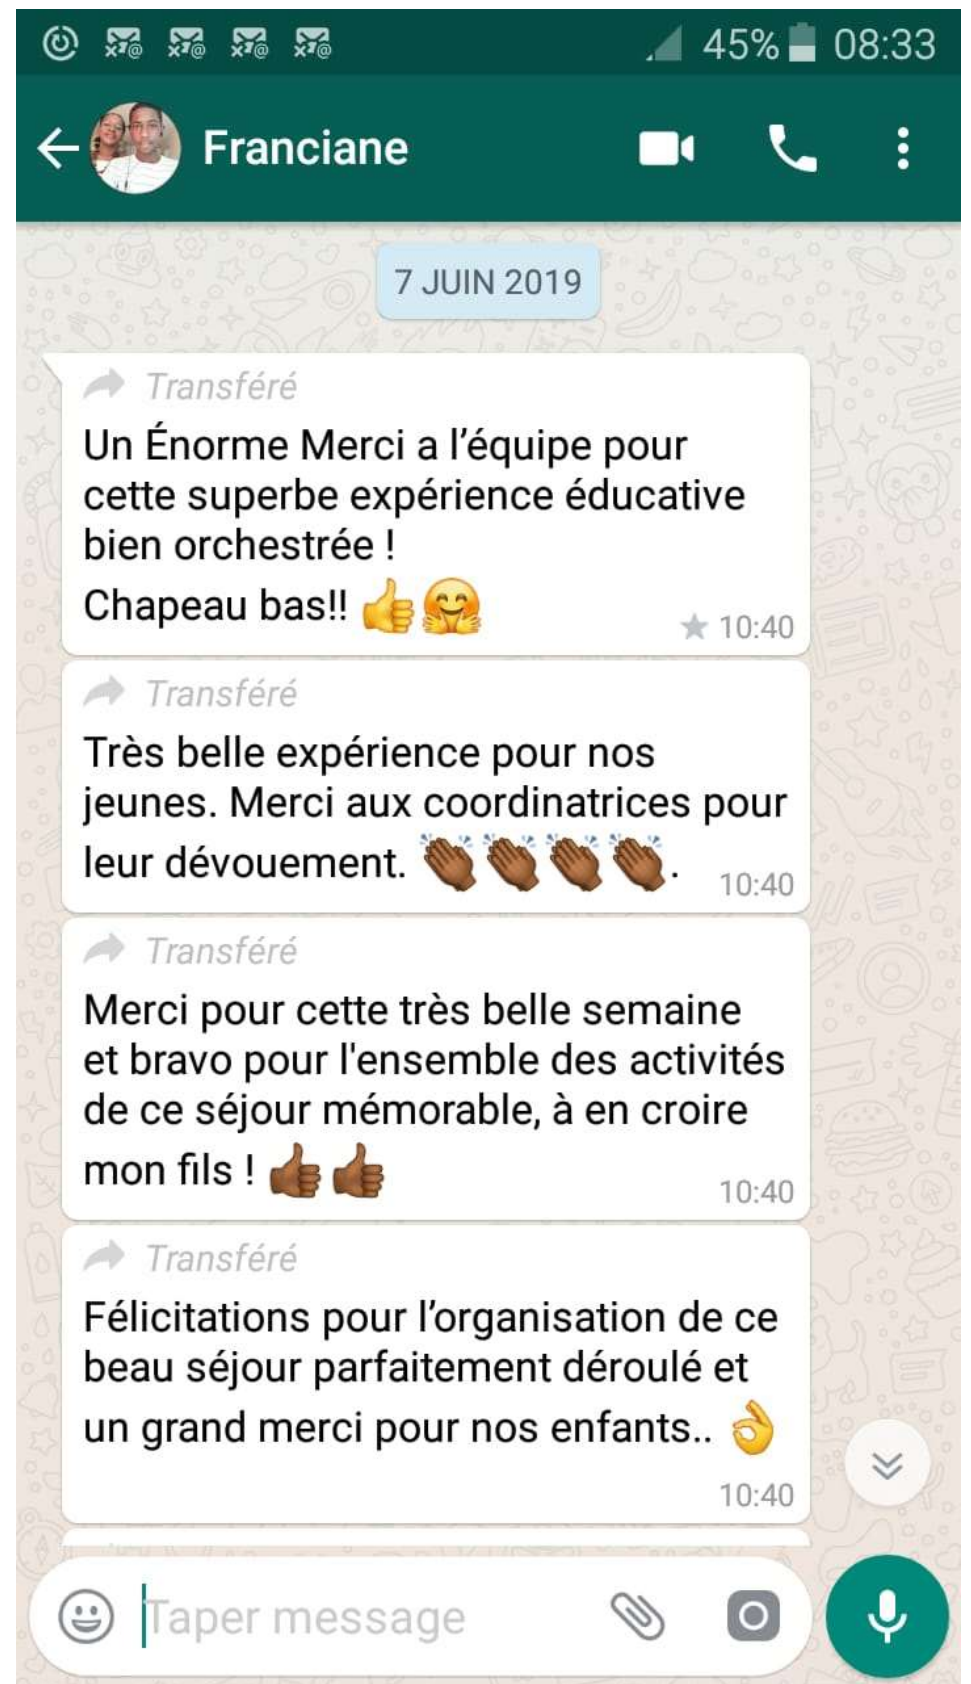 45% 08:33
Franciane
7 JUIN 2019
Transféré
Un Énorme Merci a l’équipe pour
cette superbe expérience éducative
bien orchestrée !
Chapeau bas!! 👍🤗
10:40
Transféré
Très belle expérience pour nos
jeunes. Merci aux coordinatrices pour
leur dévouement. 👏🏾👏🏾👏🏾👏🏾.
10:40
Transféré
Merci pour cette très belle semaine
et bravo pour l'ensemble des activités
de ce séjour mémorable, à en croire
mon fils ! 👍🏾👍🏾
10:40
Transféré
Félicitations pour l’organisation de ce
beau séjour parfaitement déroulé et
un grand merci pour nos enfants.. 👌
10:40
Taper message